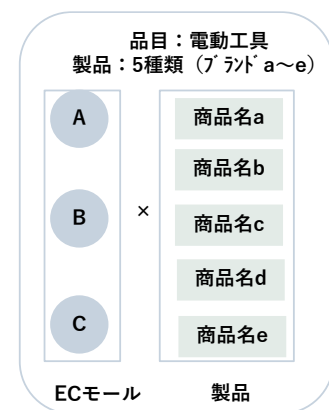 品目：電動工具
製品：5種類（ﾌﾞﾗﾝﾄﾞa～e）
A
B
C
×
商品名a
商品名b
商品名c
商品名d
商品名e
ECモール
製品